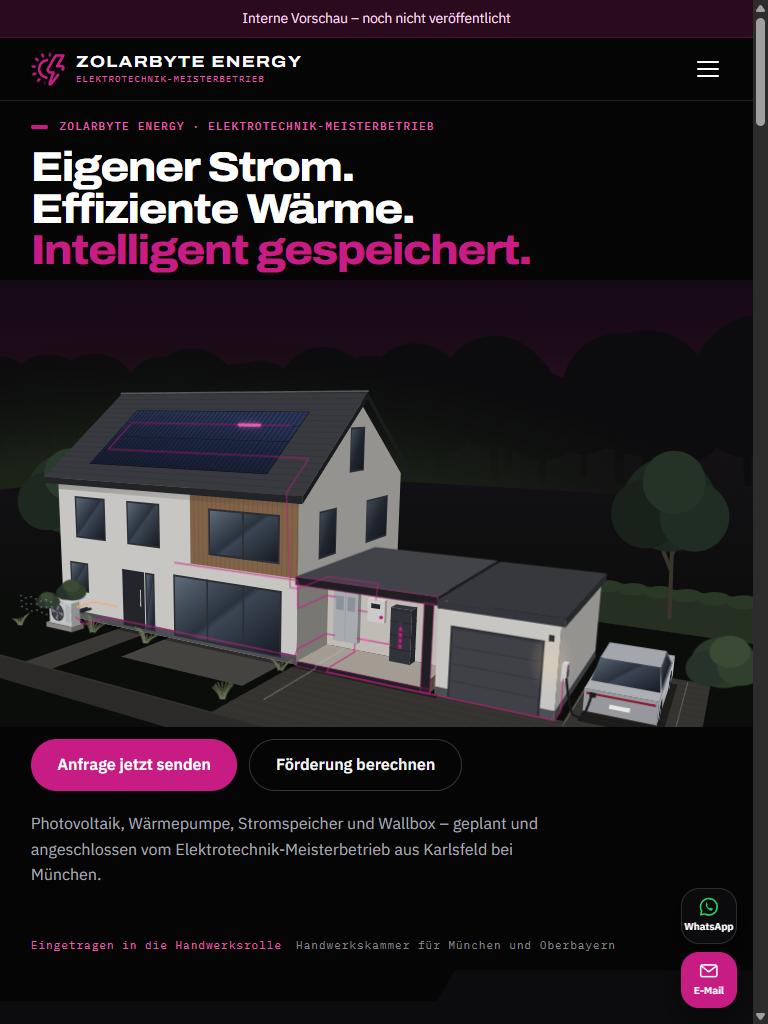 Interne Vorschau – noch nicht veröffentlicht
ZOLARBYTE ENERGY
ELEKTROTECHNIK-MEISTERBETRIEB
ZOLARBYTE ENERGY · ELEKTROTECHNIK-MEISTERBETRIEB
Eigener Strom.
Effiziente Wärme.
Intelligent gespeichert.
Anfrage jetzt senden
Förderung berechnen
Photovoltaik, Wärmepumpe, Stromspeicher und Wallbox – geplant und
angeschlossen vom Elektrotechnik-Meisterbetrieb aus Karlsfeld bei
München.
WhatsApp
Eingetragen in die Handwerksrolle Handwerkskammer für München und Oberbayern
E-Mail